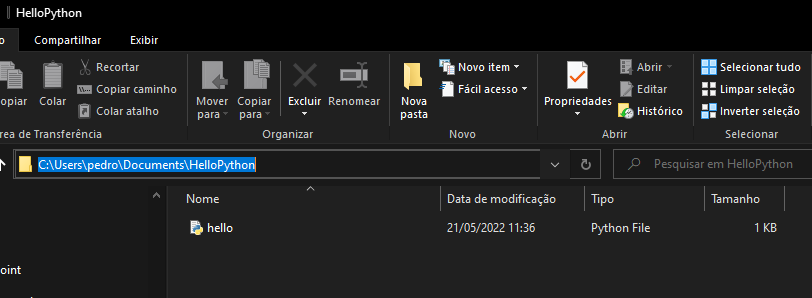 HelloPython
o Compartilhar Exibir
Copiar Colar Recortar
Copiar caminho
Colar atalho
Mover para Copiar para Excluir Renomear
Nova pasta
Novo item
Fácil acesso
Propriedades
Abrir
Editar
Histórico
Selecionar tudo
Limpar seleção
Inverter seleção
rea de Transferência Organizar Novo Abrir Selecionar
C:\Users\pedro\Documents\HelloPython
Pesquisar em HelloPython
Nome Data de modificação Tipo Tamanho
hello 21/05/2022 11:36 Python File 1 KB
oint